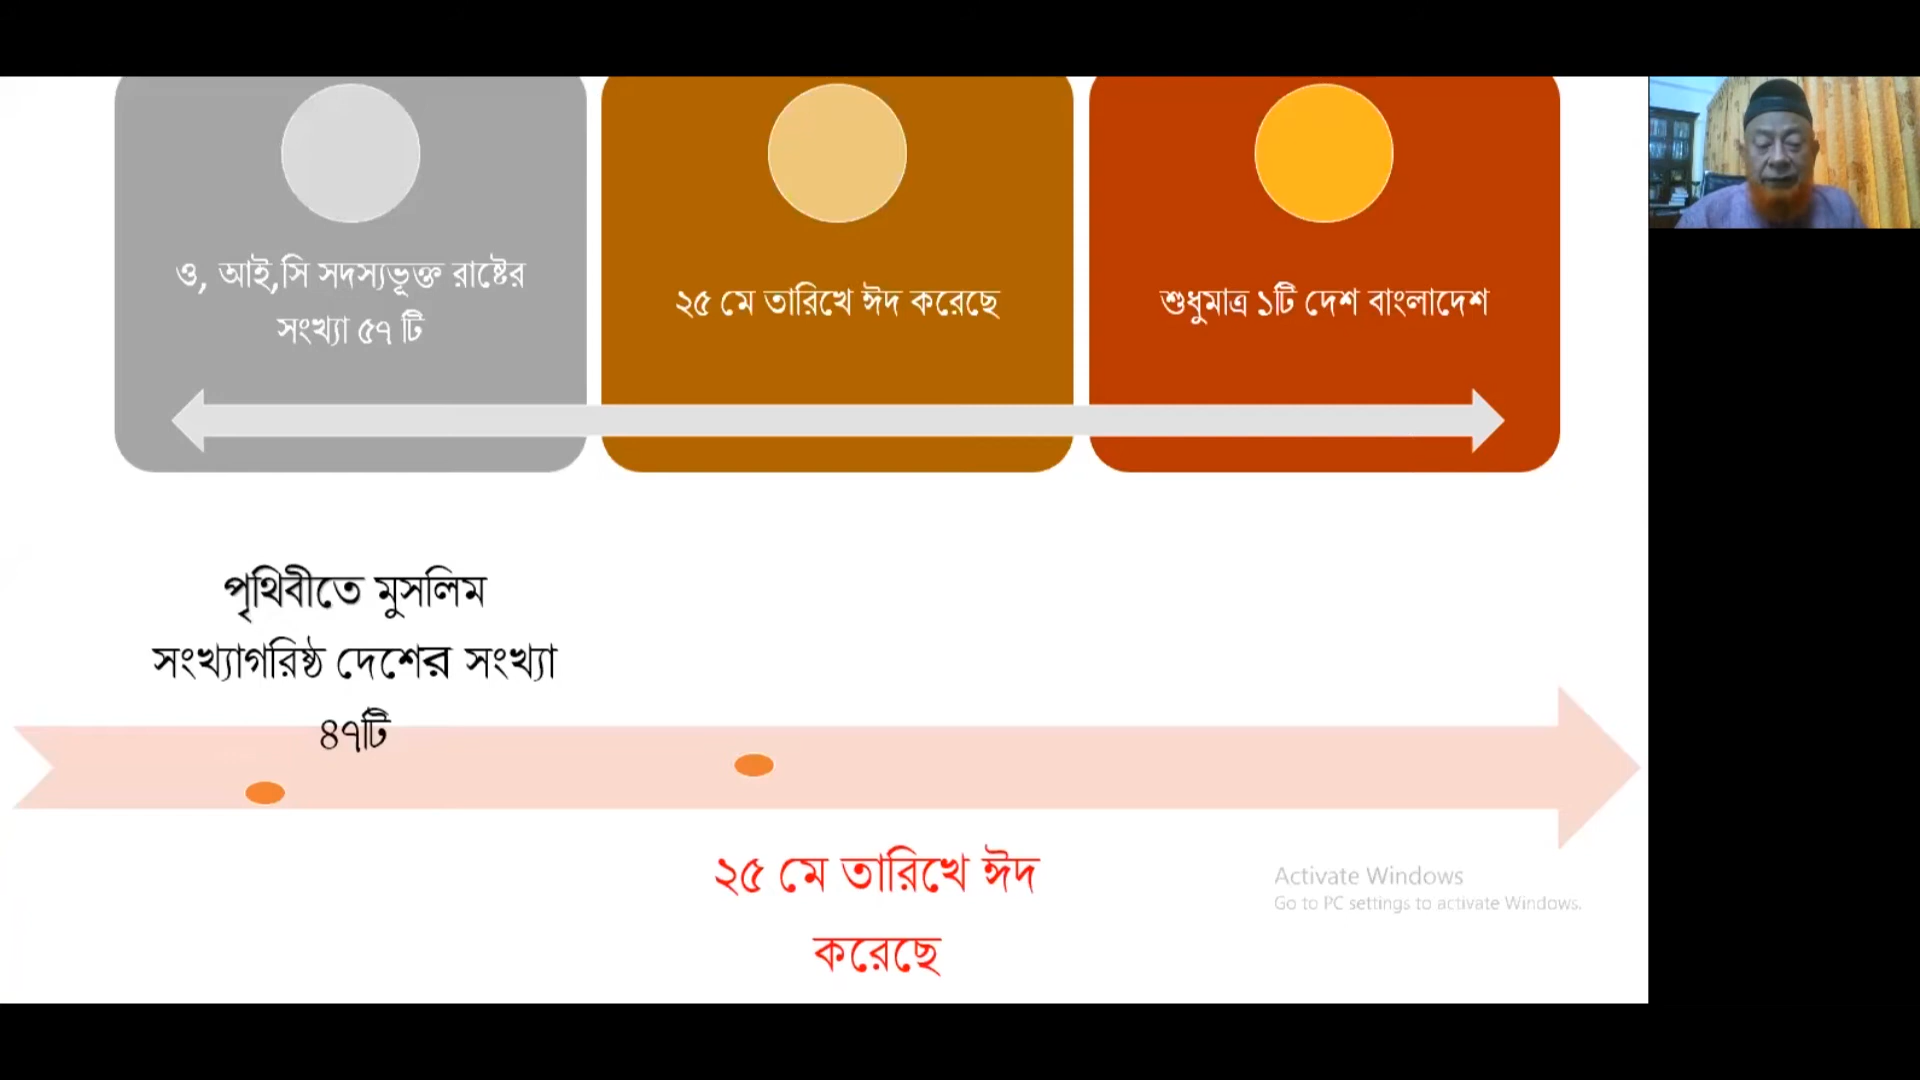 ও, আই,সি সদস্যভূক্ত রাষ্টের
সংখ্যা ৫৭ টি
২৫ মে তারিখে ঈদ করেছে
শুধুমাত্র ১টি দেশ বাংলাদেশ
পৃথিবীতে মুসলিম
সংখ্যাগরিষ্ঠ দেশের সংখ্যা
৪৭টি
২৫ মে তারিখে ঈদ
করেছে
Activate Windows
Go to PC settings to activate Windows.